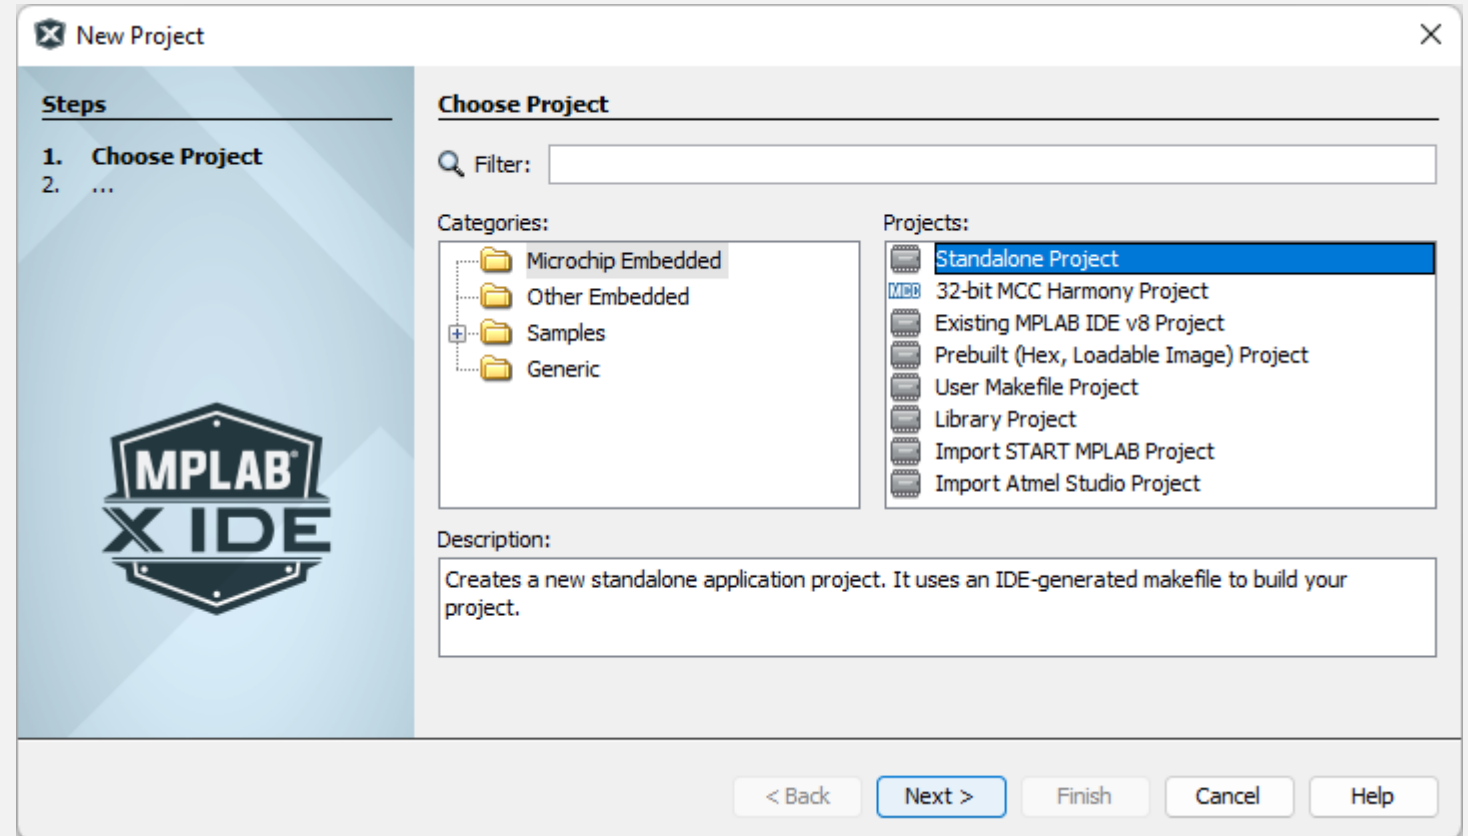 New Project
Steps
1. Choose Project
2. ...
MPLAB®
X IDE
Choose Project
Filter:
Categories:
Microchip Embedded
Other Embedded
Samples
Generic
Projects:
Standalone Project
MCC 32-bit MCC Harmony Project
Existing MPLAB IDE v8 Project
Prebuilt (Hex, Loadable Image) Project
User Makefile Project
Library Project
Import START MPLAB Project
Import Atmel Studio Project
Description:
Creates a new standalone application project. It uses an IDE-generated makefile to build your
project.
< Back Next > Finish Cancel Help